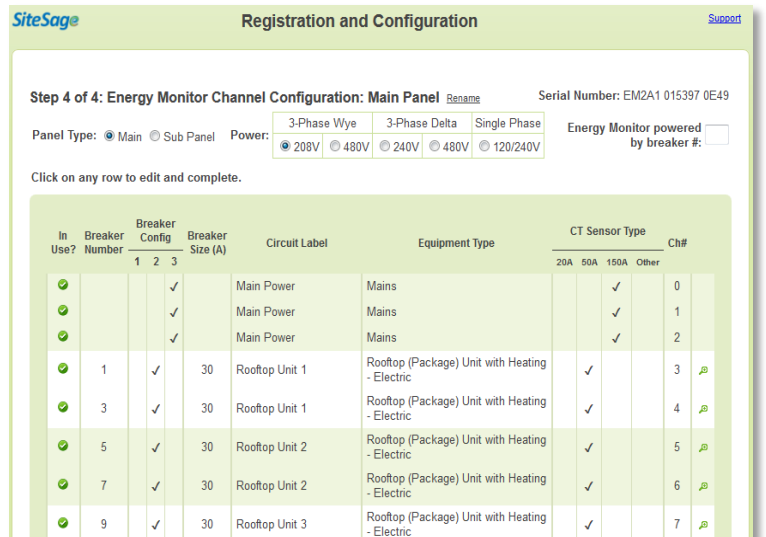 SiteSage
Registration and Configuration
Support
Step 4 of 4: Energy Monitor Channel Configuration: Main Panel Rename
Serial Number: EM2A1 015397 0E49
Panel Type: Main Sub Panel
Power:
3-Phase Wye 3-Phase Delta Single Phase
208V 480V 240V 480V 120/240V
Energy Monitor powered
by breaker #:
Click on any row to edit and complete.
In Use? Breaker Number Breaker Config Breaker Size (A) Circuit Label Equipment Type CT Sensor Type Ch#
1 2 3 20A 50A 150A Other
✓ Main Power Mains ✓ 0
✓ Main Power Mains ✓ 1
✓ Main Power Mains ✓ 2
1 ✓ 30 Rooftop Unit 1 Rooftop (Package) Unit with Heating
- Electric ✓ 3
3 ✓ 30 Rooftop Unit 1 Rooftop (Package) Unit with Heating
- Electric ✓ 4
5 ✓ 30 Rooftop Unit 2 Rooftop (Package) Unit with Heating
- Electric ✓ 5
7 ✓ 30 Rooftop Unit 2 Rooftop (Package) Unit with Heating
- Electric ✓ 6
9 ✓ 30 Rooftop Unit 3 Rooftop (Package) Unit with Heating
- Electric ✓ 7